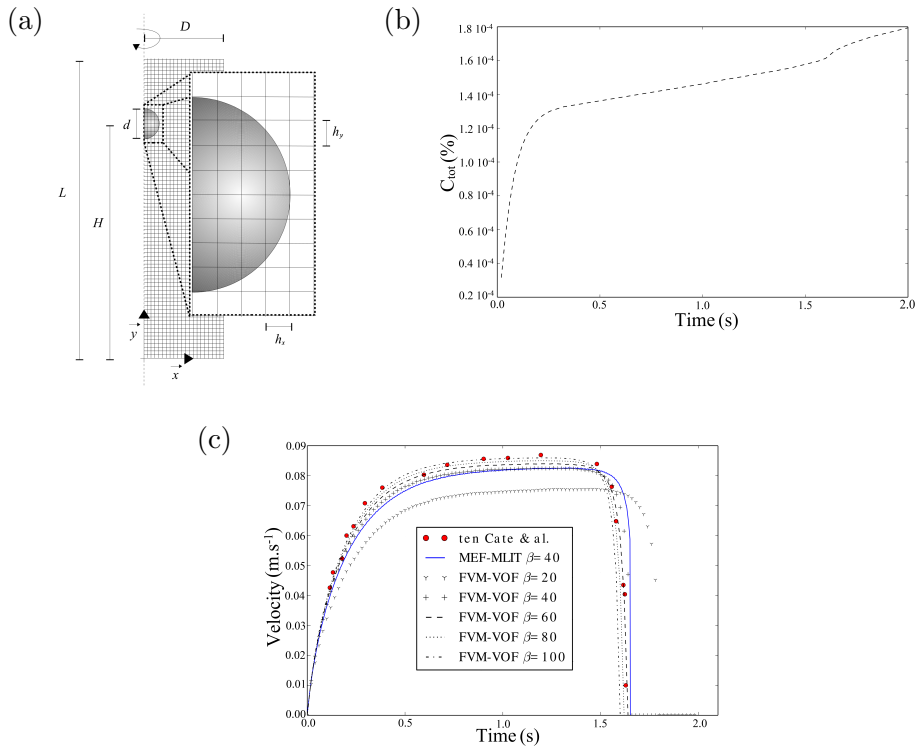 (a)
D
d
h_y
L
H
y
x
h_x
(b)
C_tot (%)
1.8 10^-4
1.6 10^-4
1.4 10^-4
1.2 10^-4
1.0 10^-4
0.8 10^-4
0.6 10^-4
0.4 10^-4
0.2 10^-4
0.0 0.5 1.0 1.5 2.0
Time (s)
(c)
Velocity (m.s^-1)
0.09
0.08
0.07
0.06
0.05
0.04
0.03
0.02
0.01
0.00
ten Cate & al.
MEF-MLIT β= 40
FVM-VOF β= 20
FVM-VOF β= 40
FVM-VOF β= 60
FVM-VOF β= 80
FVM-VOF β= 100
0.0 0.5 1.0 1.5 2.0
Time (s)